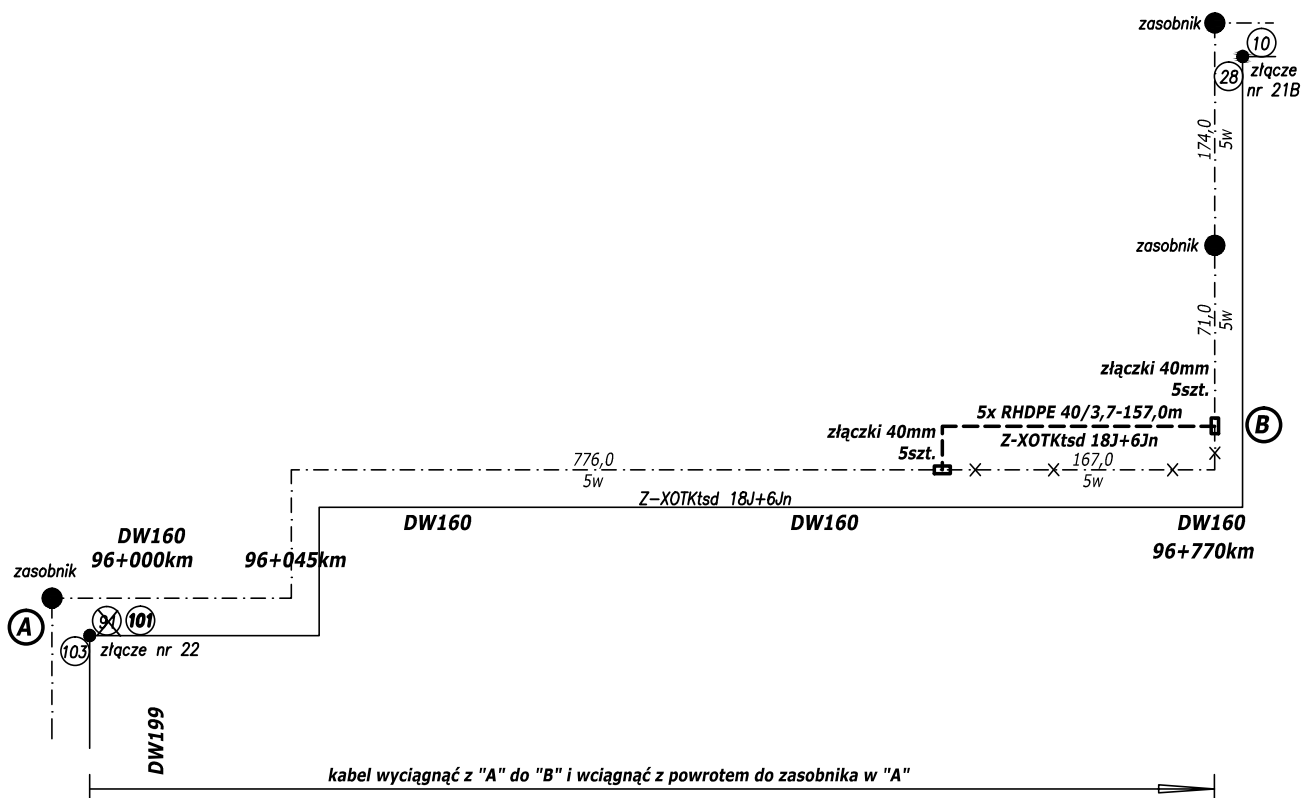 zasobnik
10
28
złącze
nr 21B
174,0
5w
zasobnik
71,0
5w
złączki 40mm
5szt.
5x RHDPE 40/3,7-157,0m
B
złączki 40mm
5szt.
Z-XOTKtsd 18J+6Jn
776,0
5w
167,0
5w
Z-XOTKtsd 18J+6Jn
DW160
DW160
DW160
96+770km
DW160
96+000km
96+045km
zasobnik
A
91
101
103
złącze nr 22
DW199
kabel wyciągnąć z "A" do "B" i wciągnąć z powrotem do zasobnika w "A"